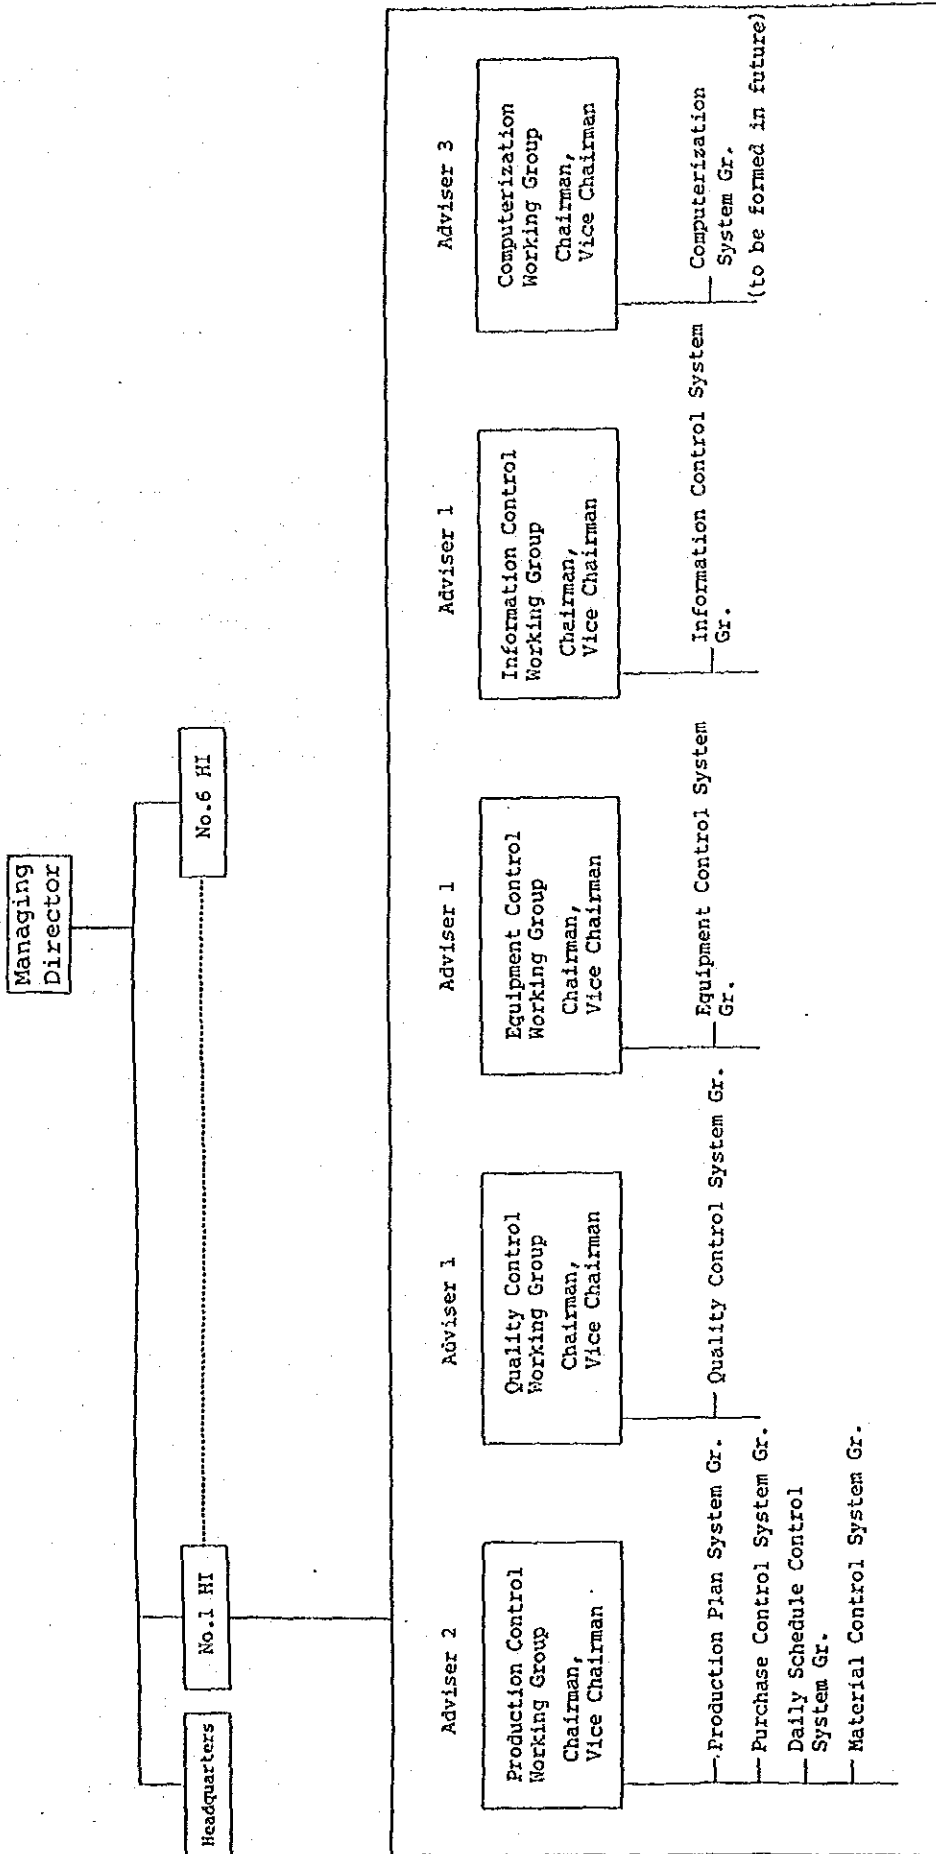 Managing
Director
Headquarters
No.1 HI
No.6 HI
Adviser 2
Production Control
Working Group
Chairman,
Vice Chairman
Production Plan System Gr.
Purchase Control System Gr.
Daily Schedule Control
System Gr.
Material Control System Gr.
Adviser 1
Quality Control
Working Group
Chairman,
Vice Chairman
Quality Control System Gr.
Adviser 1
Equipment Control
Working Group
Chairman,
Vice Chairman
Equipment Control System
Gr.
Adviser 1
Information Control
Working Group
Chairman,
Vice Chairman
Information Control System
Gr.
Adviser 3
Computerization
Working Group
Chairman,
Vice Chairman
Computerization
System Gr.
(to be formed in future)